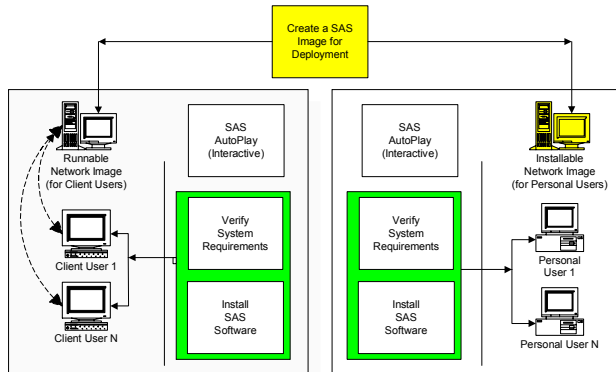 Create a SAS
Image for
Deployment
Runnable
Network Image
(for Client Users)
Client User 1
Client User N
SAS
AutoPlay
(Interactive)
Verify
System
Requirements
Install
SAS
Software
SAS
AutoPlay
(Interactive)
Verify
System
Requirements
Install
SAS
Software
Installable
Network Image
(for Personal Users)
Personal
User 1
Personal User N